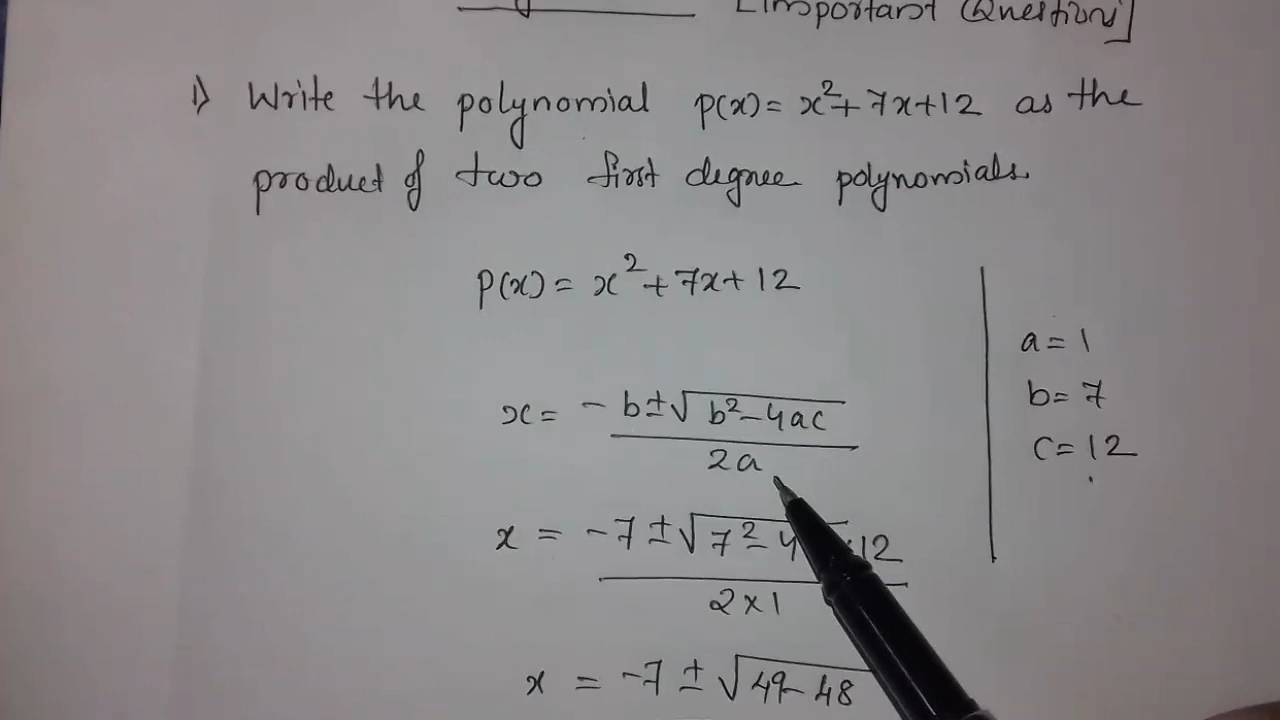 [Important Question]
1) Write the polynomial p(x) = x²+ 7x+12 as the
product of two first degree polynomials.
p(x) = x² + 7x + 12
a = 1
b = 7
c = 12
x = - b ± √b² - 4ac
2a
x = -7 ± √7² - 4 12
2 x 1
x = -7 ± √49 - 48